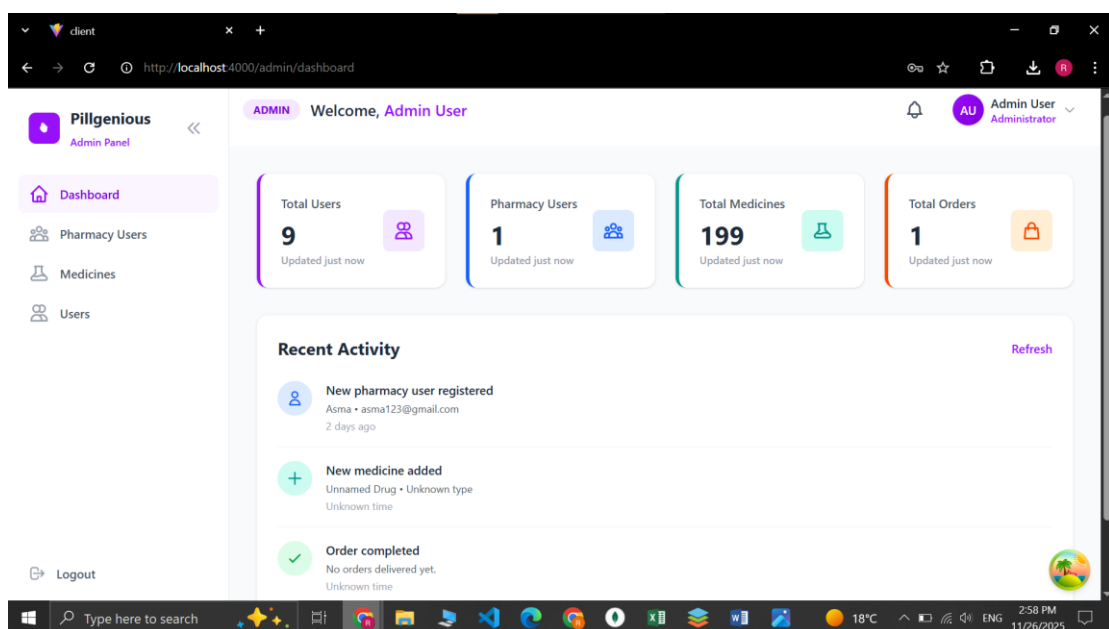 client
http://localhost:4000/admin/dashboard
R
Pillgenious
Admin Panel
ADMIN Welcome, Admin User
AU
Admin User
Administrator
Dashboard
Pharmacy Users
Medicines
Users
Logout
Total Users
9
Updated just now
Pharmacy Users
1
Updated just now
Total Medicines
199
Updated just now
Total Orders
1
Updated just now
Recent Activity
Refresh
New pharmacy user registered
Asma • asma123@gmail.com
2 days ago
New medicine added
Unnamed Drug • Unknown type
Unknown time
Order completed
No orders delivered yet.
Unknown time
Type here to search
18°C
ENG
2:58 PM
11/26/2025